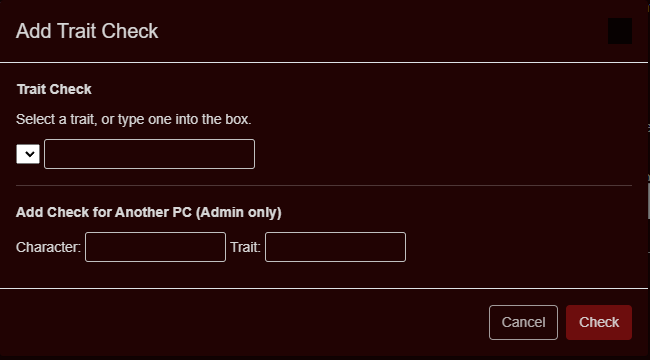 Add Trait Check
Trait Check
Select a trait, or type one into the box.
Add Check for Another PC (Admin only)
Character: Trait:
Cancel Check